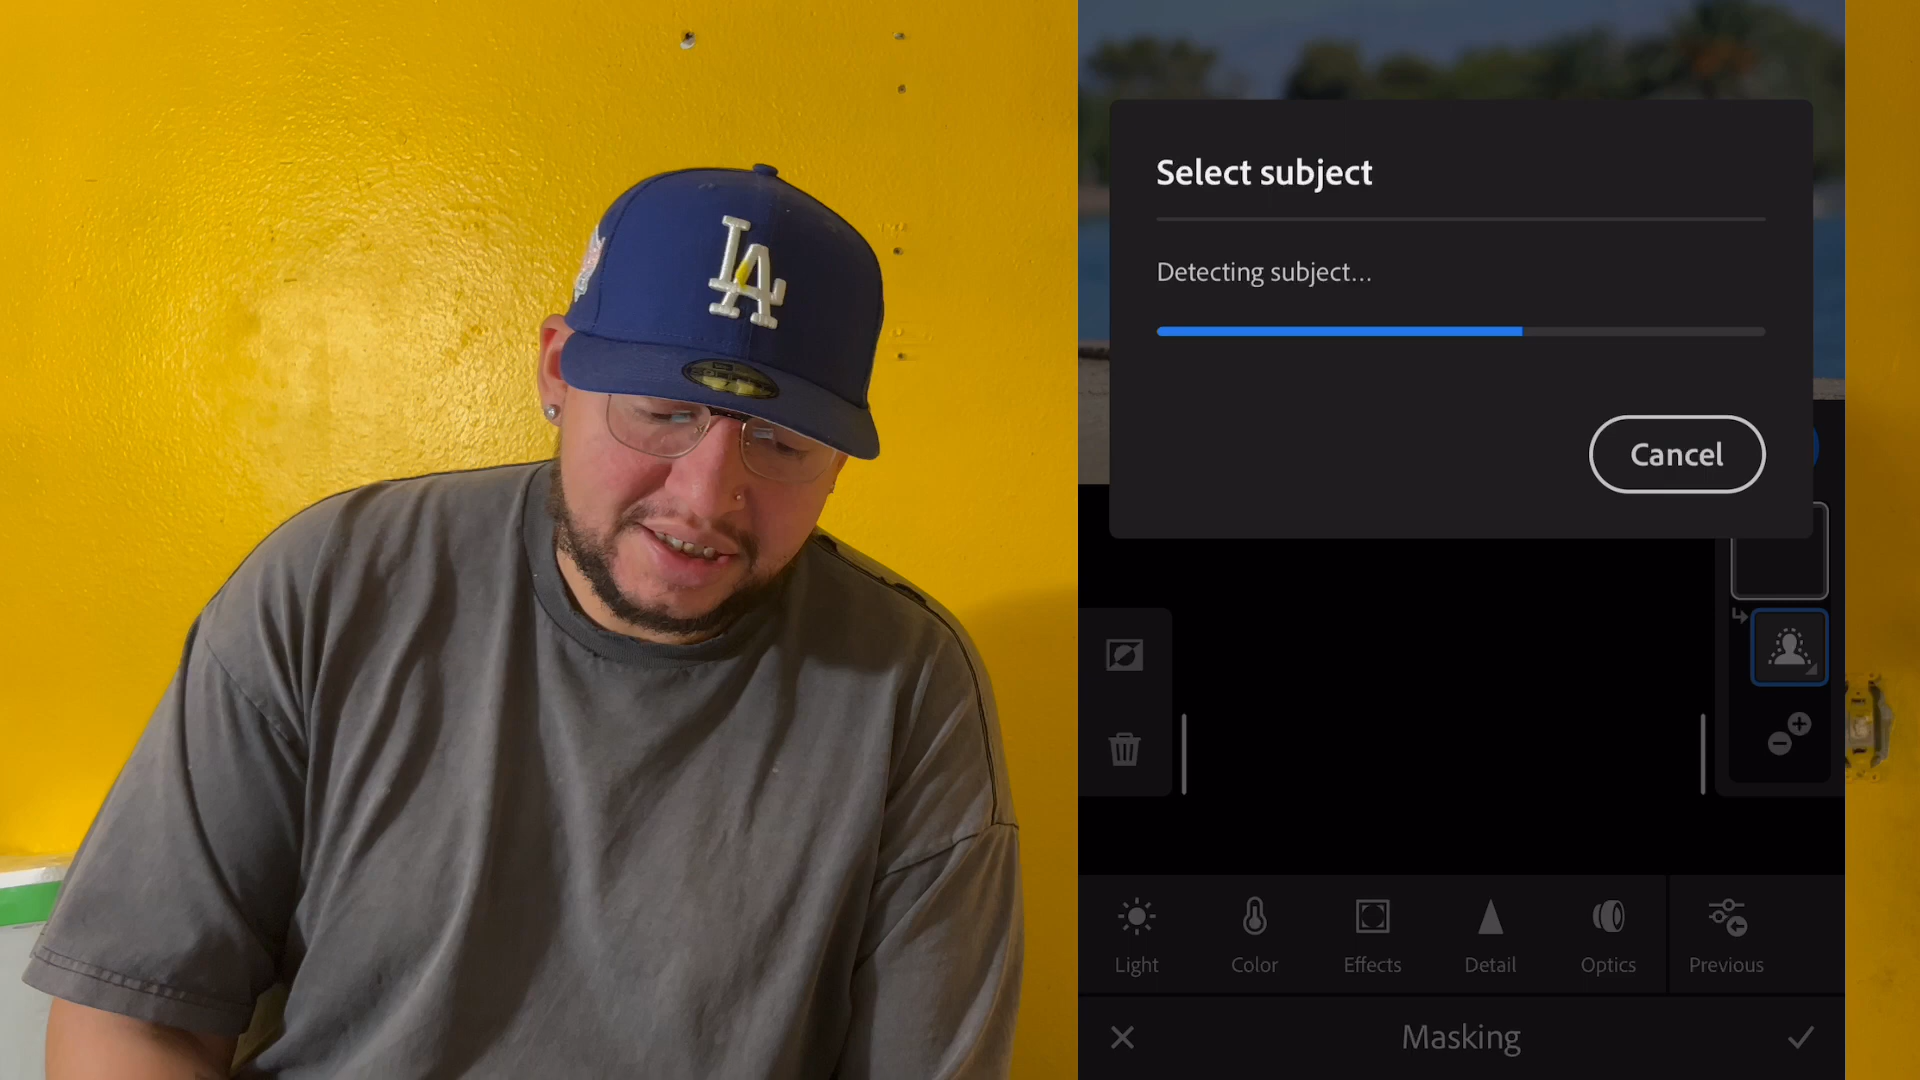 LA
Select subject
Detecting subject...
Cancel
Light
Color
Effects
Detail
Optics
Previous
Masking